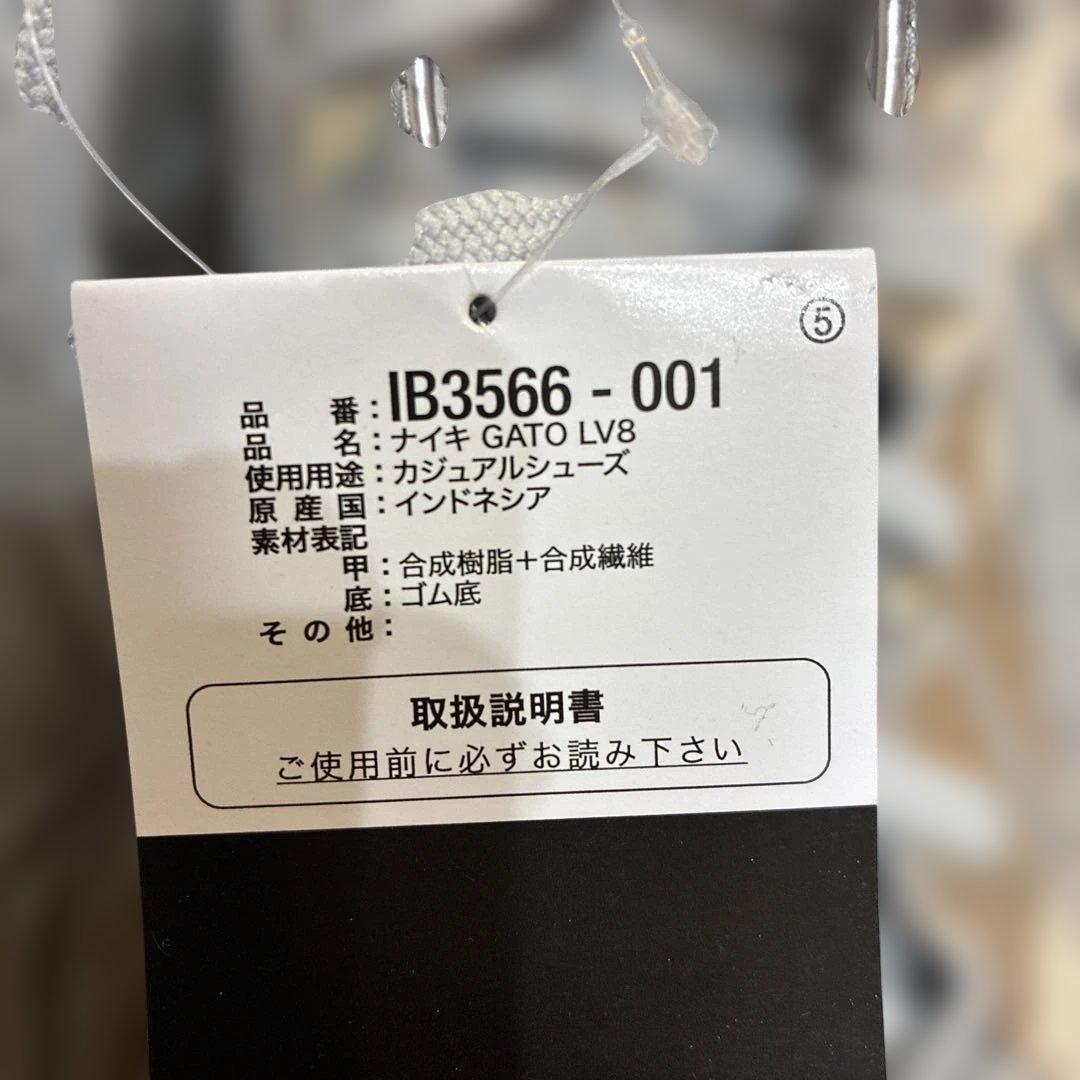 ⑤
品番：IB3566 - 001
品名：ナイキ GATO LV8
使用用途：カジュアルシューズ
原産国：インドネシア
素材表記
甲：合成樹脂＋合成繊維
底：ゴム底
その他：
取扱説明書
ご使用前に必ずお読み下さい